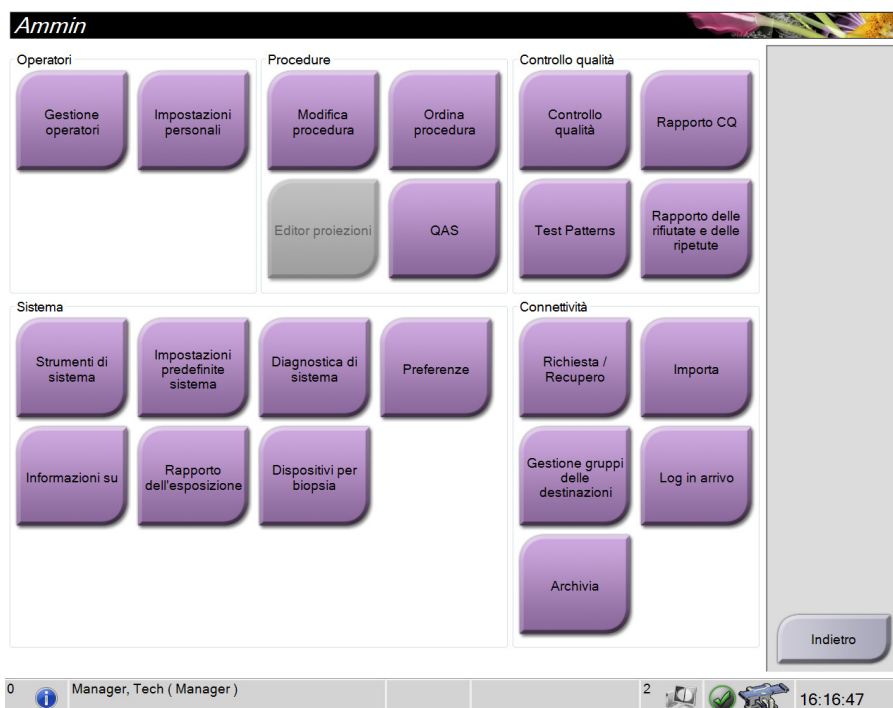 Ammin
Operatori
Gestione
operatori
Impostazioni
personali
Procedure
Modifica
procedura
Ordina
procedura
Editor proiezioni
QAS
Controllo qualità
Controllo
qualità
Rapporto CQ
Test Patterns
Rapporto delle
rifiutate e delle
ripetute
Sistema
Strumenti di
sistema
Impostazioni
predefinite
sistema
Diagnostica di
sistema
Preferenze
Informazioni su
Rapporto
dell'esposizione
Dispositivi per
biopsia
Connettività
Richiesta /
Recupero
Importa
Gestione gruppi
delle
destinazioni
Log in arrivo
Archivia
Indietro
0
Manager, Tech ( Manager )
2
16:16:47